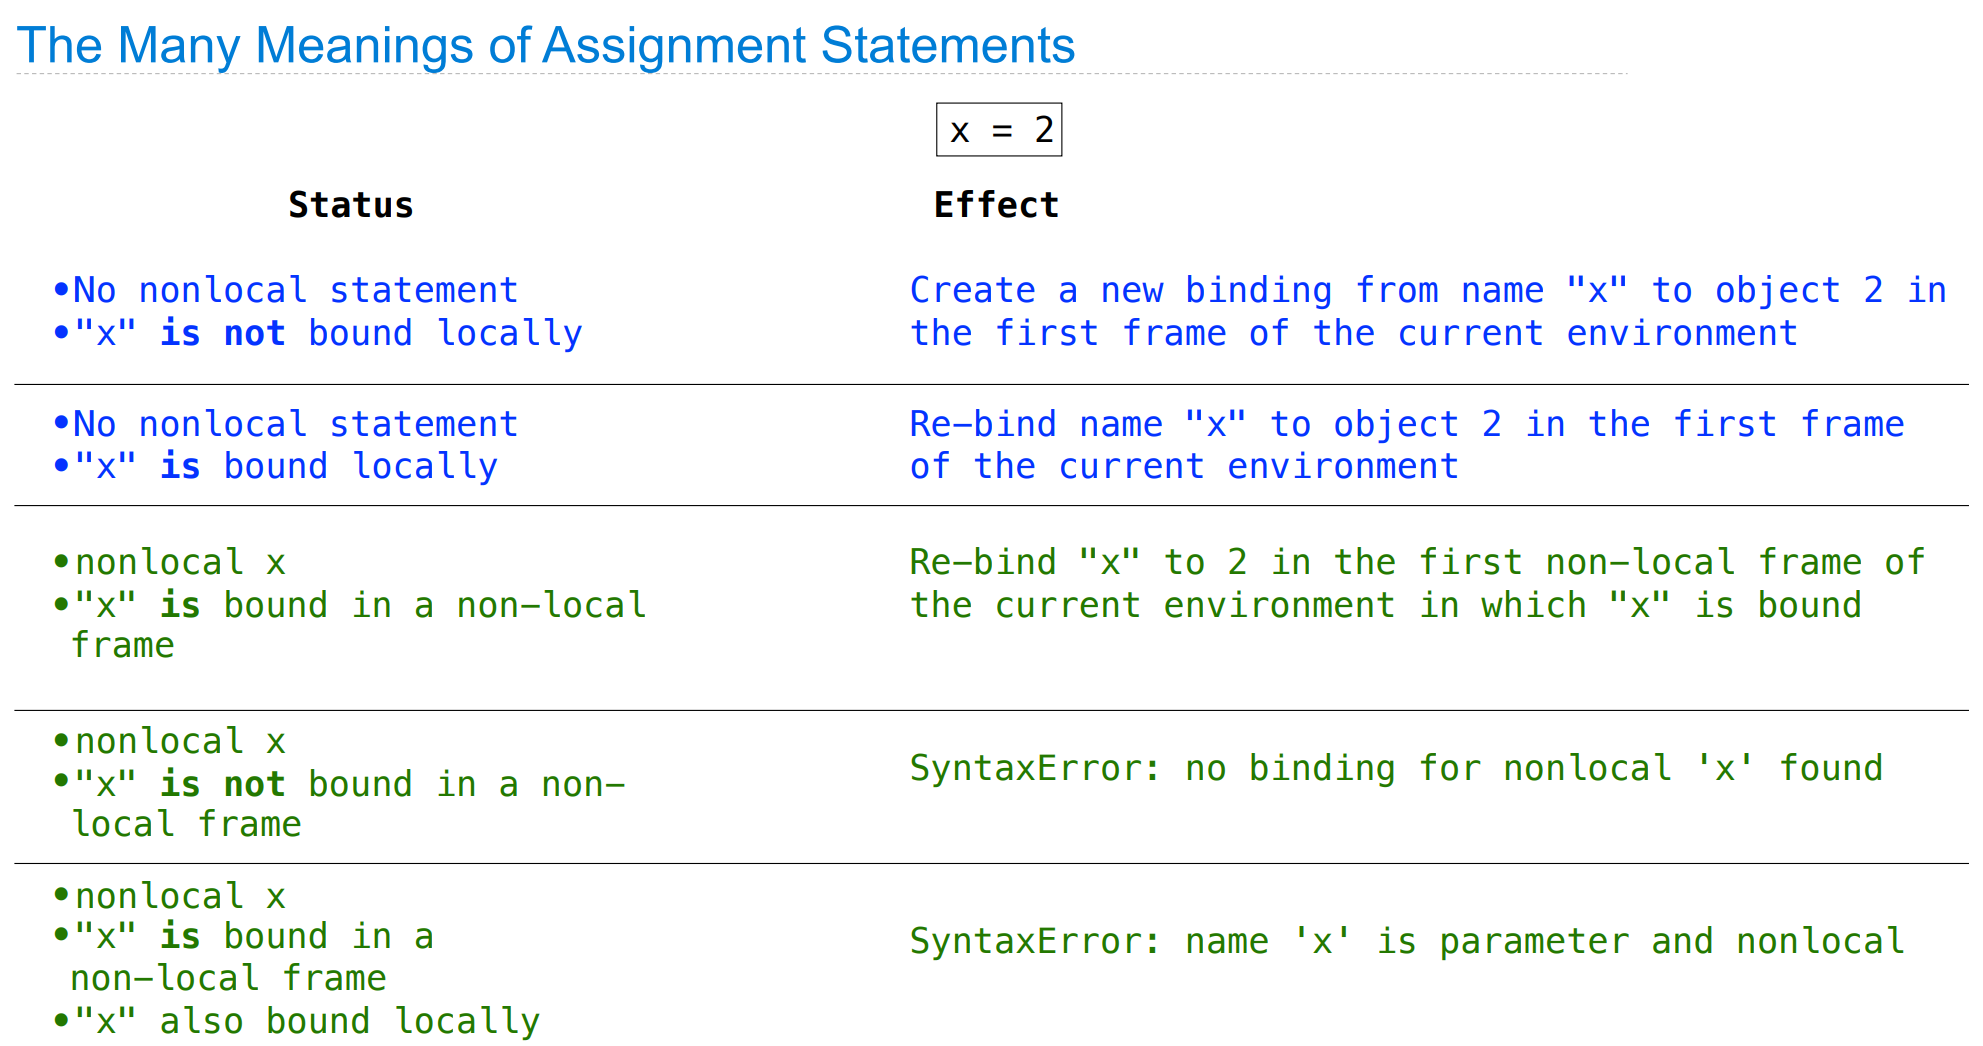 The Many Meanings of Assignment Statements
x = 2
Status
Effect
•No nonlocal statement
•"x" is not bound locally
Create a new binding from name "x" to object 2 in
the first frame of the current environment
•No nonlocal statement
•"x" is bound locally
Re–bind name "x" to object 2 in the first frame
of the current environment
•nonlocal x
•"x" is bound in a non–local
frame
Re–bind "x" to 2 in the first non–local frame of
the current environment in which "x" is bound
•nonlocal x
•"x" is not bound in a non–
local frame
SyntaxError: no binding for nonlocal 'x' found
•nonlocal x
•"x" is bound in a
non–local frame
•"x" also bound locally
SyntaxError: name 'x' is parameter and nonlocal